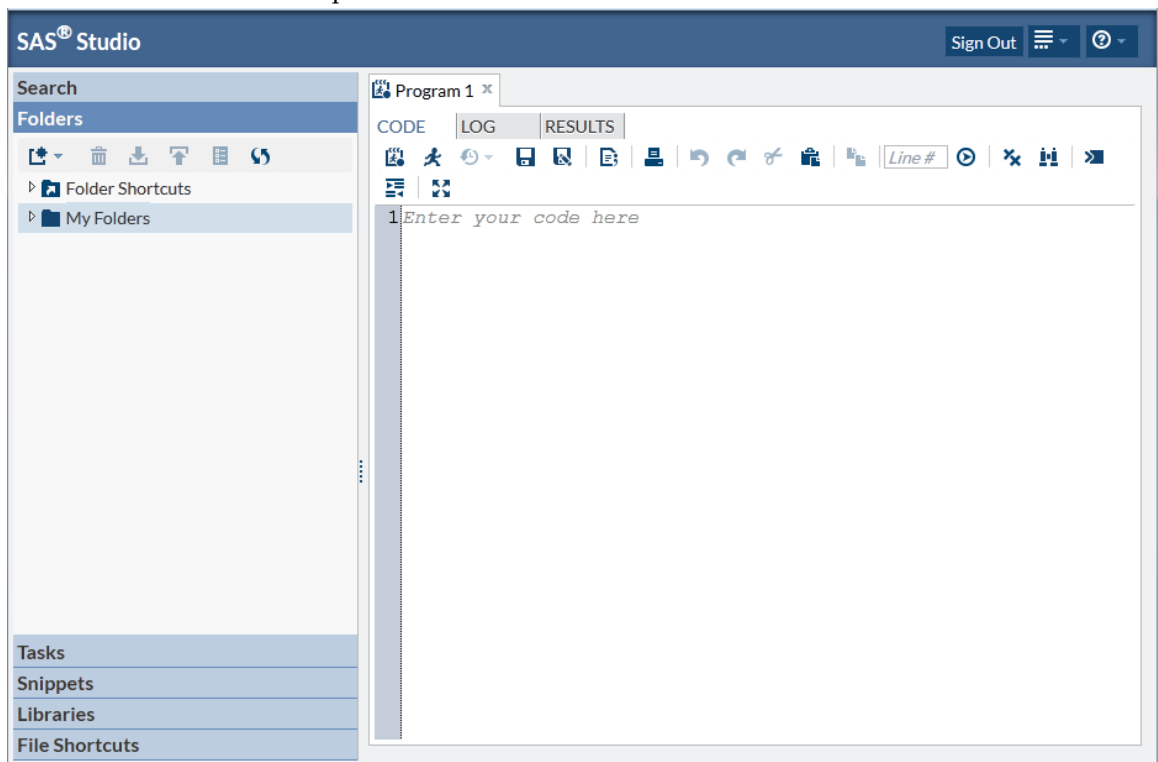 SAS® Studio
Sign Out
Search
Folders
Folder Shortcuts
My Folders
Tasks
Snippets
Libraries
File Shortcuts
Program 1
CODE LOG RESULTS
Line #
1 Enter your code here